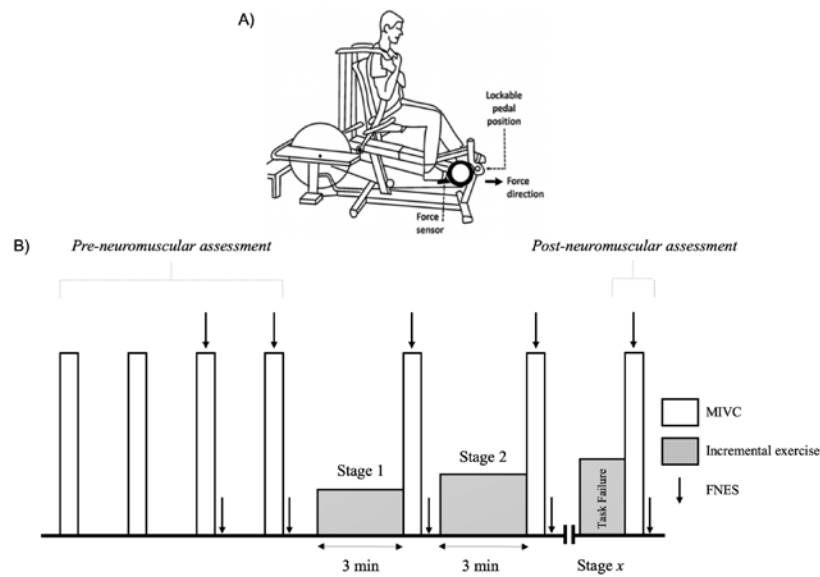 A)
Lockable
pedal
position
Force
direction
Force
sensor
B)
Pre-neuromuscular assessment
Post-neuromuscular assessment
MIVC
Incremental exercise
FNES
Stage 1
Stage 2
Task Failure
3 min
3 min
Stage x